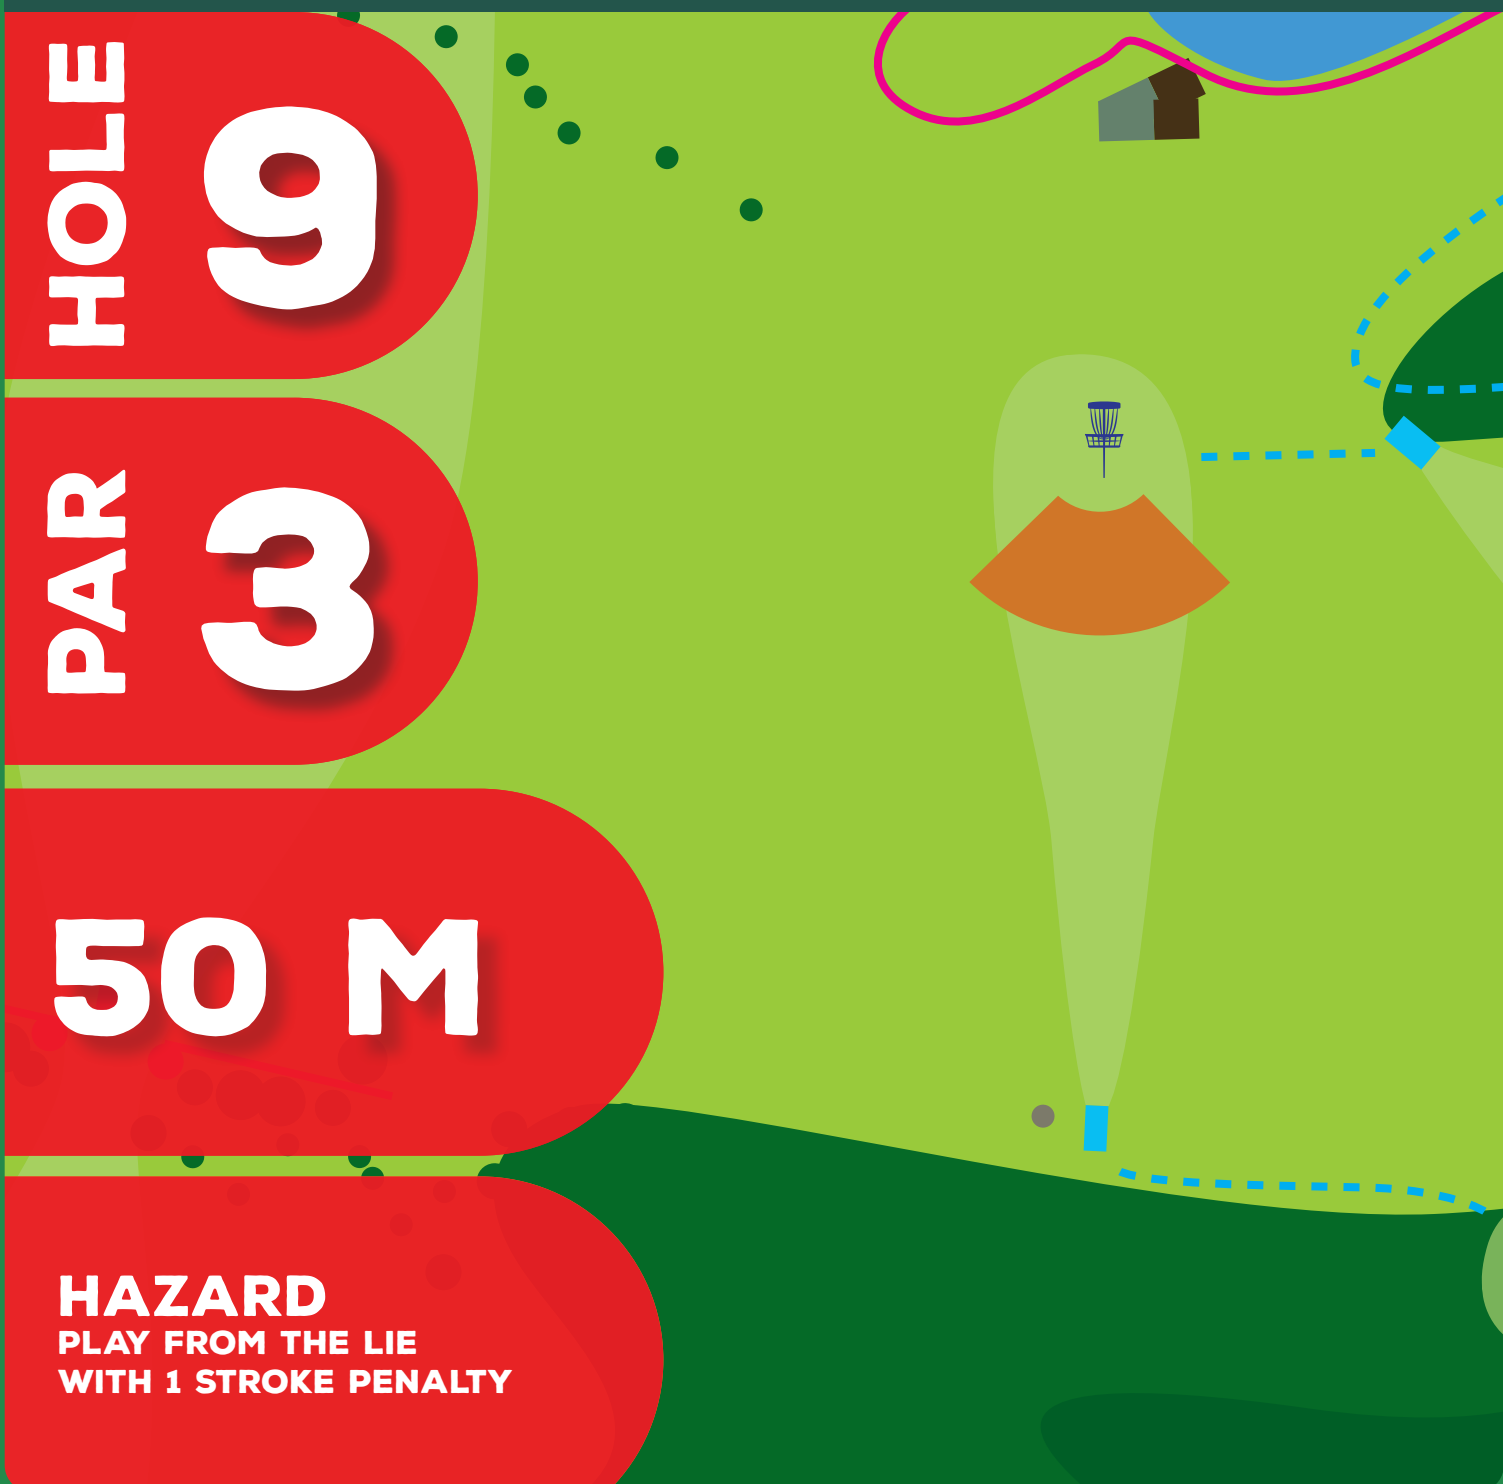 HOLE
9
PAR
3
50 M
HAZARD
PLAY FROM THE LIE
WITH 1 STROKE PENALTY